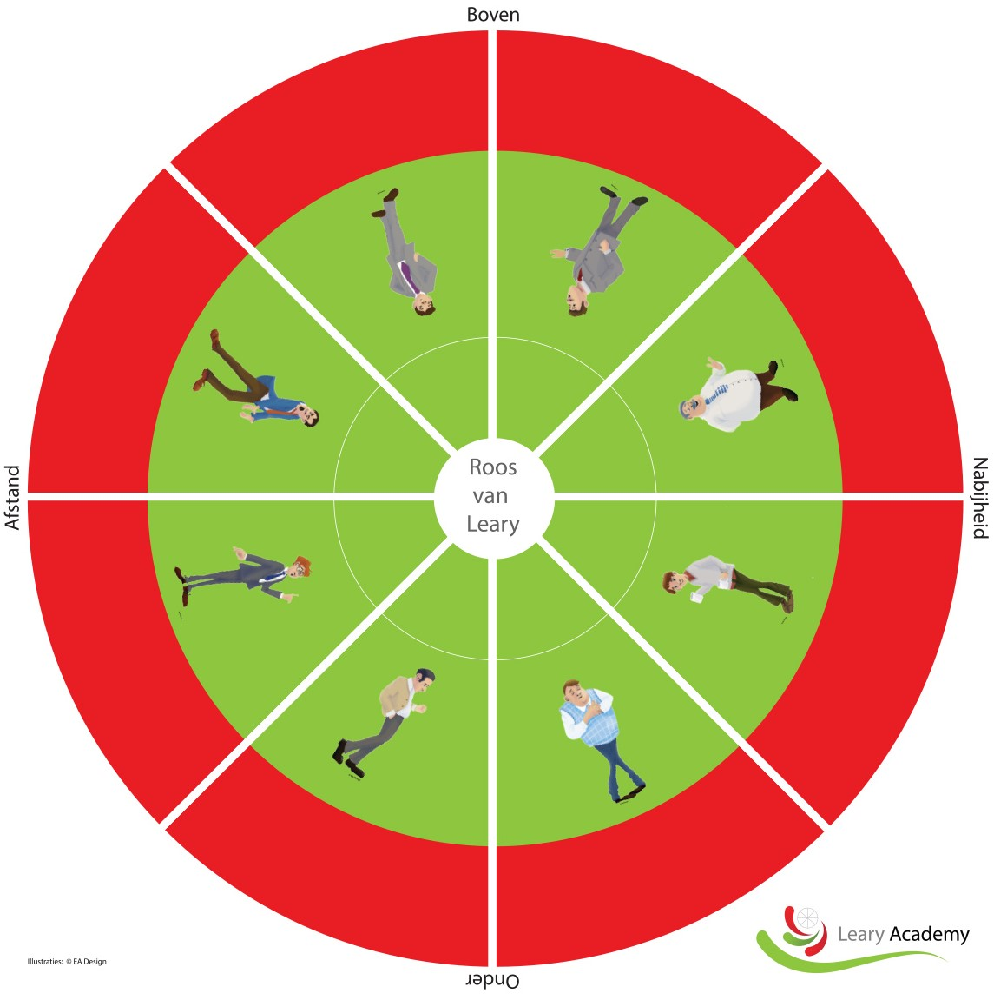 Boven
Afstand
Roos
van
Leary
Nabijheid
Leary Academy
Illustraties: © EA Design
Onder